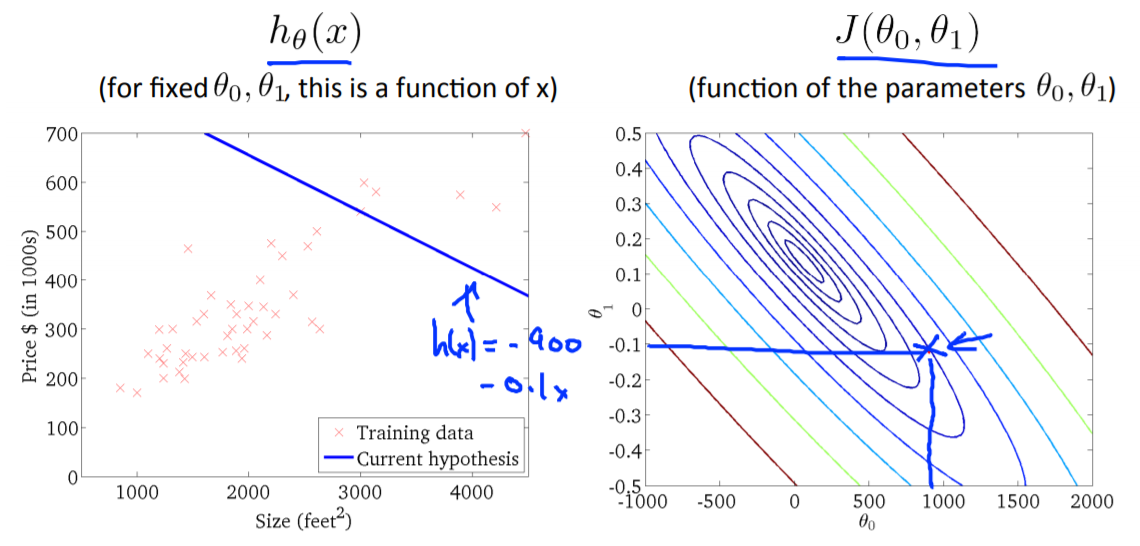 h_θ(x)
(for fixed θ₀, θ₁, this is a function of x)
700
600
500
400
300
200
100
0
Price $ (in 1000s)
1000
2000
3000
4000
Size (feet²)
× Training data
Current hypothesis
h(x) = - 900
- 0.1x
J(θ₀, θ₁)
(function of the parameters θ₀, θ₁)
0.5
0.4
0.3
0.2
0.1
0
-0.1
-0.2
-0.3
-0.4
-0.5
θ₁
-1000
-500
0
500
1000
1500
2000
θ₀